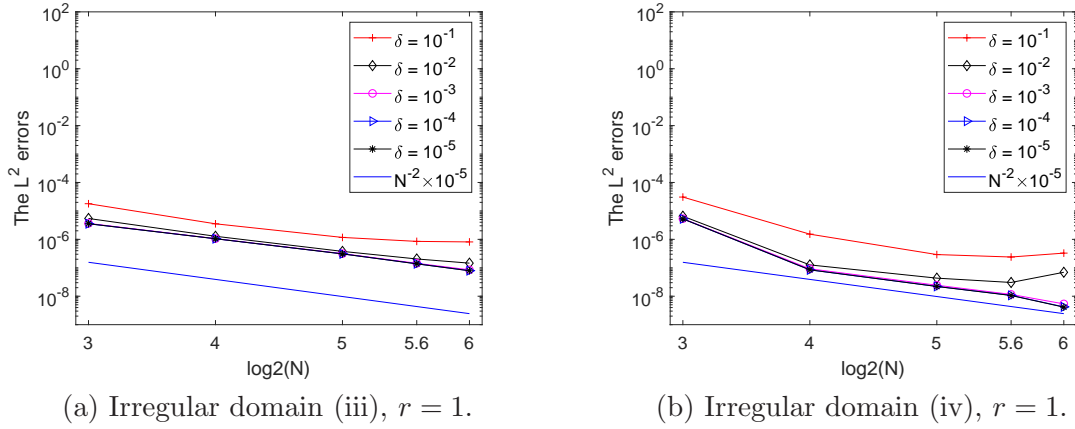 10^2
10^0
10^-2
10^-4
10^-6
10^-8
The L^2 errors
3
4
5
5.6
6
log2(N)
δ = 10^-1
δ = 10^-2
δ = 10^-3
δ = 10^-4
δ = 10^-5
N^-2×10^-5
(a) Irregular domain (iii), r = 1.
10^2
10^0
10^-2
10^-4
10^-6
10^-8
The L^2 errors
3
4
5
5.6
6
log2(N)
δ = 10^-1
δ = 10^-2
δ = 10^-3
δ = 10^-4
δ = 10^-5
N^-2×10^-5
(b) Irregular domain (iv), r = 1.